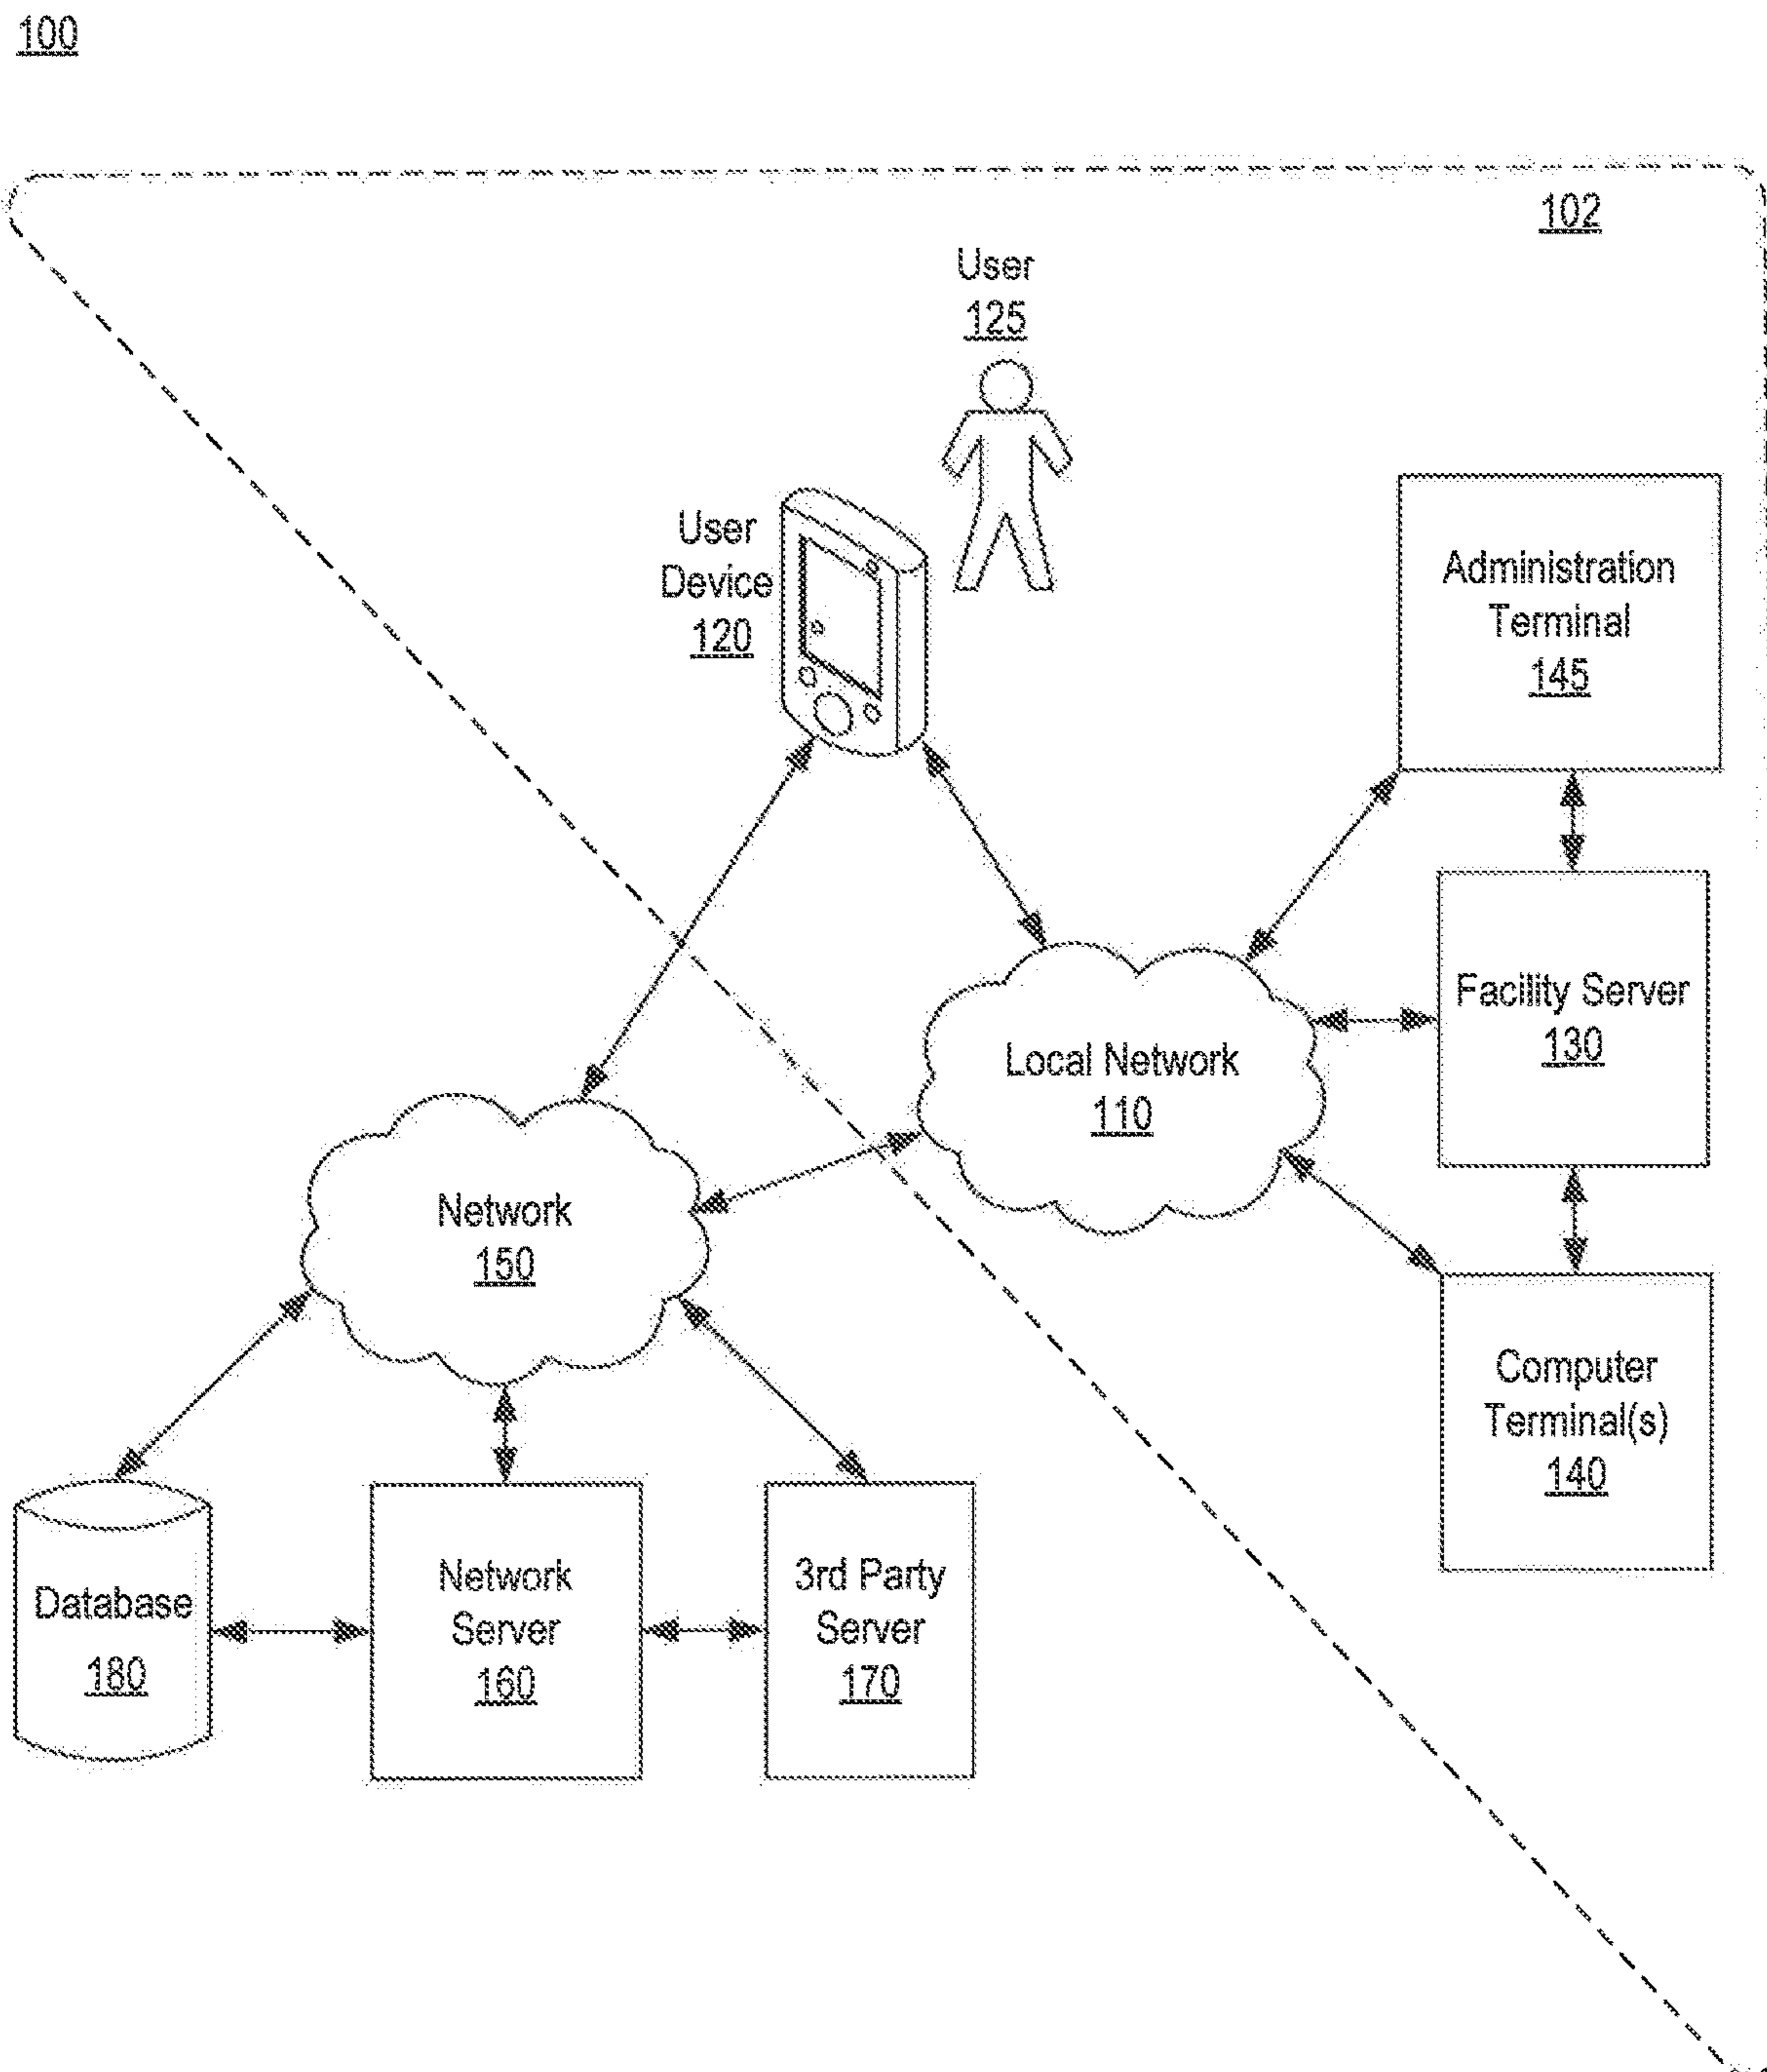 100
102
User
125
User
Device
120
Administration
Terminal
145
Facility Server
130
Local Network
110
Network
150
Computer
Terminal(s)
140
Database
180
Network
Server
160
3rd Party
Server
170